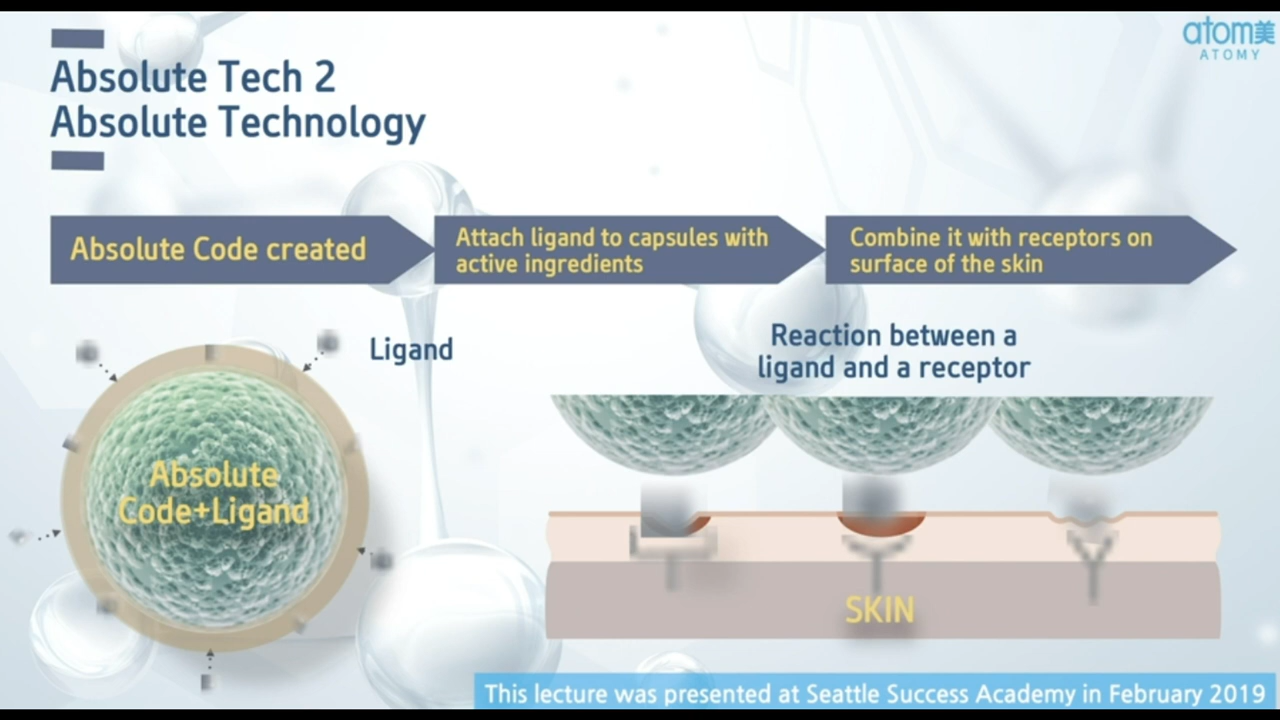 atom美
ATOMY
Absolute Tech 2
Absolute Technology
Absolute Code created
Attach ligand to capsules with
active ingredients
Combine it with receptors on
surface of the skin
Ligand
Absolute
Code+Ligand
Reaction between a
ligand and a receptor
SKIN
This lecture was presented at Seattle Success Academy in February 2019